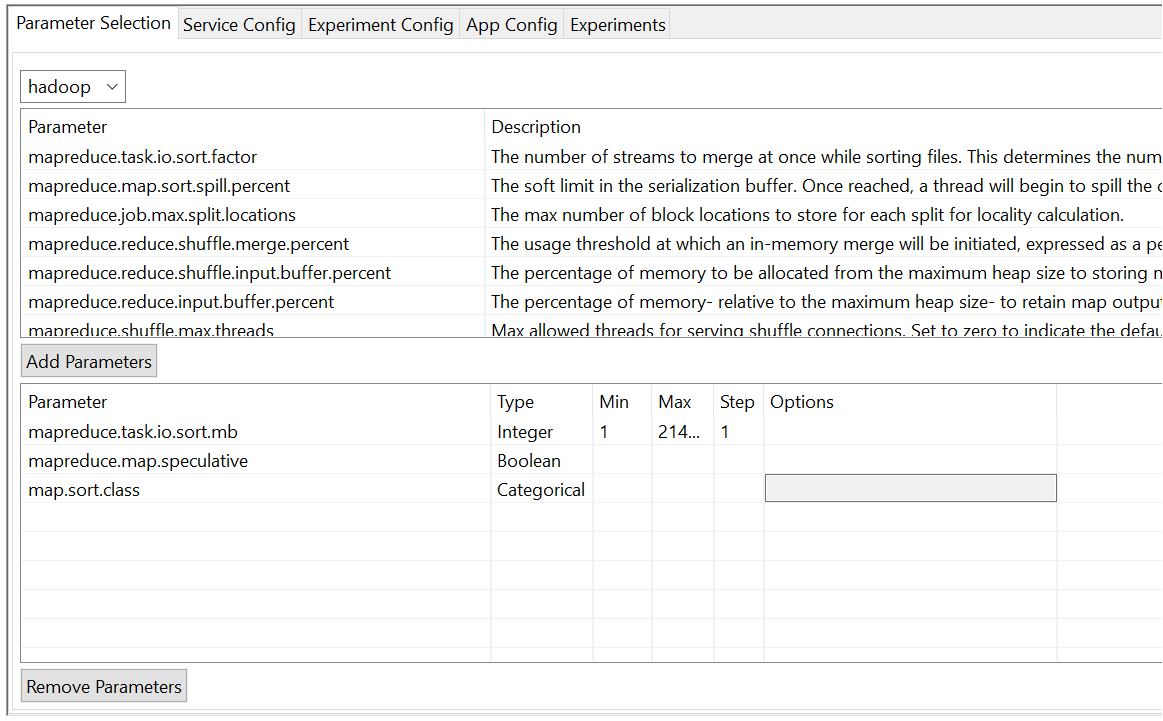 Parameter Selection Service Config Experiment Config App Config Experiments
hadoop
Parameter Description
mapreduce.task.io.sort.factor The number of streams to merge at once while sorting files. This determines the num
mapreduce.map.sort.spill.percent The soft limit in the serialization buffer. Once reached, a thread will begin to spill the
mapreduce.job.max.split.locations The max number of block locations to store for each split for locality calculation.
mapreduce.reduce.shuffle.merge.percent The usage threshold at which an in-memory merge will be initiated, expressed as a pe
mapreduce.reduce.shuffle.input.buffer.percent The percentage of memory to be allocated from the maximum heap size to storing
mapreduce.reduce.input.buffer.percent The percentage of memory- relative to the maximum heap size- to retain map output
mapreduce.shuffle.max.threads Max allowed threads for serving shuffle connections. Set to zero to indicate the defau
Add Parameters
Parameter Type Min Max Step Options
mapreduce.task.io.sort.mb Integer 1 214... 1
mapreduce.map.speculative Boolean
map.sort.class Categorical
Remove Parameters